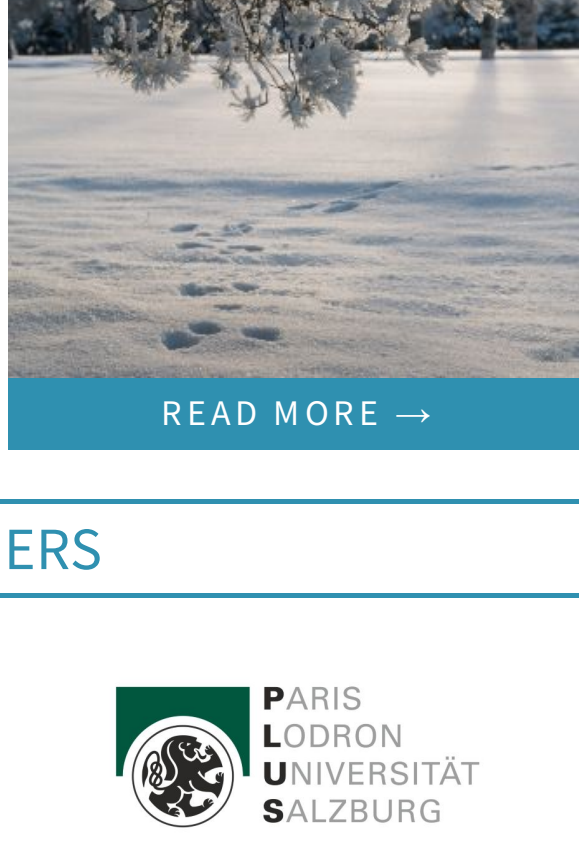 READ MORE →
ERS
PARIS
LODRON
UNIVERSITÄT
SALZBURG